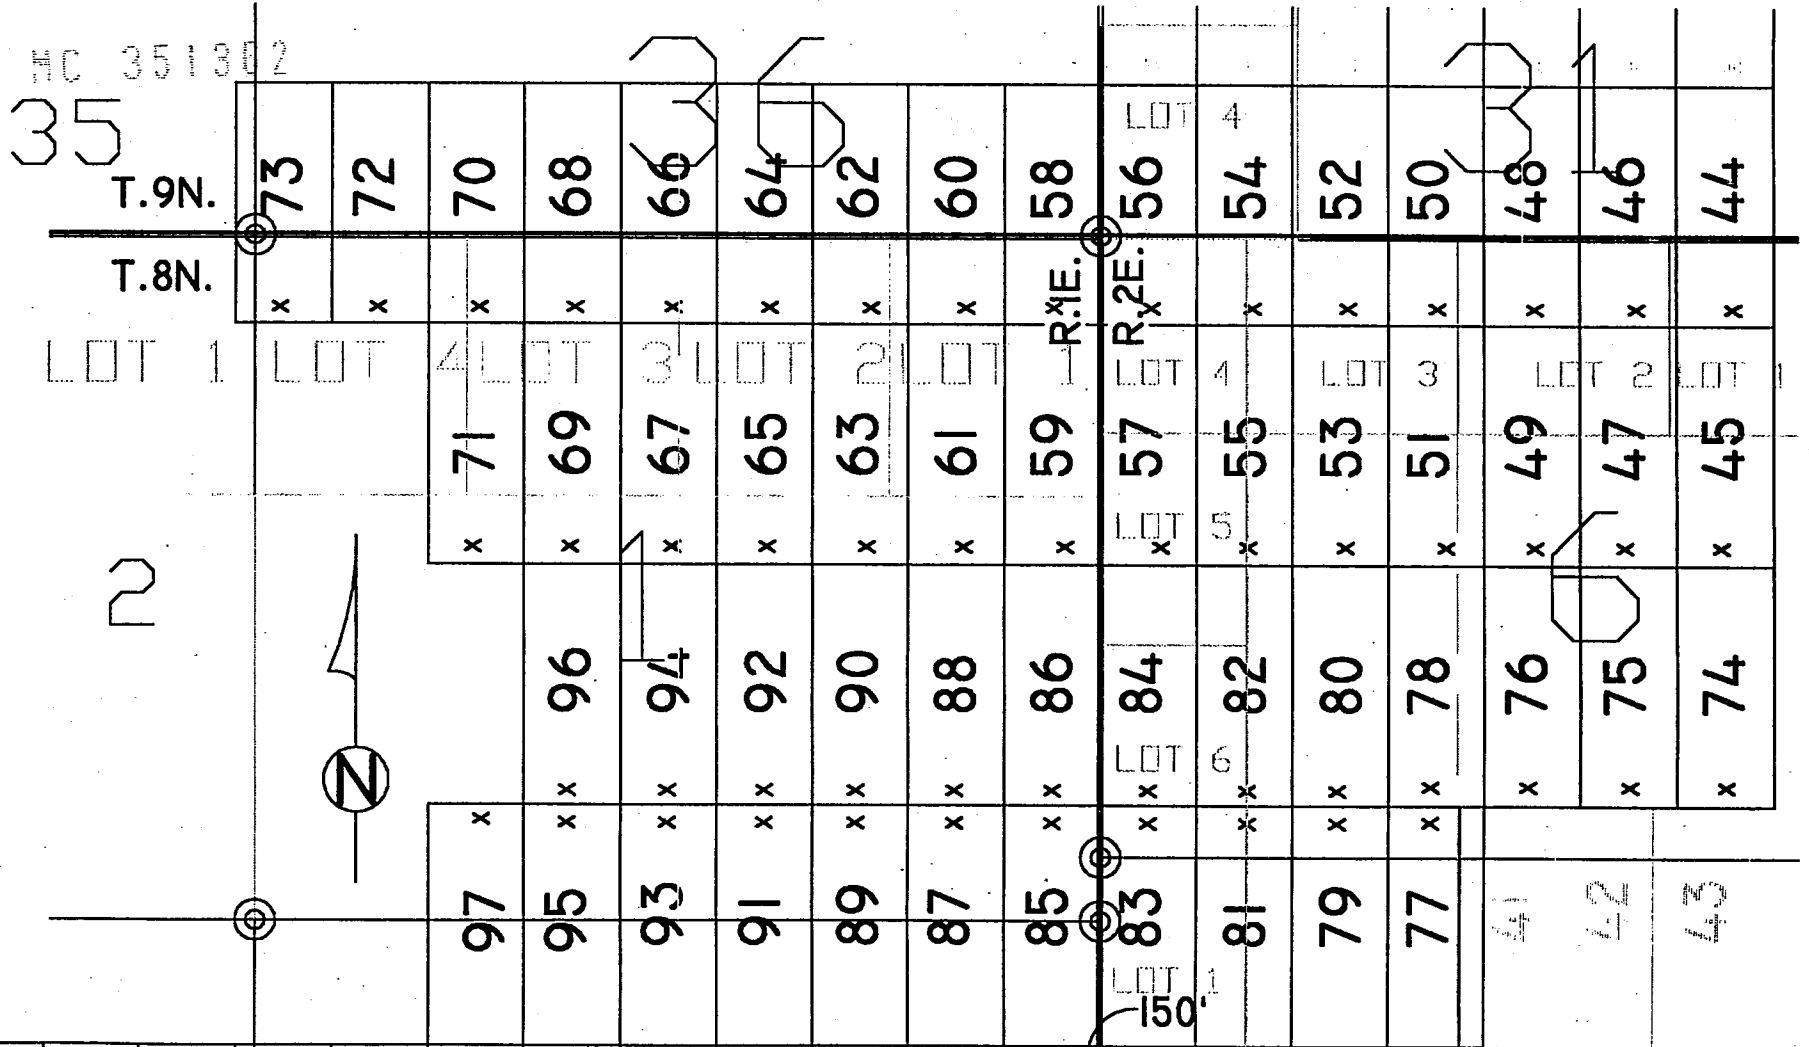 MC 351302
35
36
31
LOT 4
T.9N.
73 72 70 68 66 64 62 60 58 56 54 52 50 48 46 44
T.8N.
R.1E. R.2E.
x x x x x x x x x x x x x x x x
LOT 1 LOT 4 LOT 3 LOT 2 LOT 1 LOT 4 LOT 3 LOT 2 LOT 1
71 69 67 65 63 61 59 57 55 53 51 49 47 45
LOT 5
x x x x x x x x x x x x x x
2 1 6
96 94 92 90 88 86 84 82 80 78 76 75 74
LOT 6
N
x x x x x x x x x x x x x
x x x x x x x x x x x
97 95 93 91 89 87 85 83 81 79 77 41 42 43
LOT 1
150'